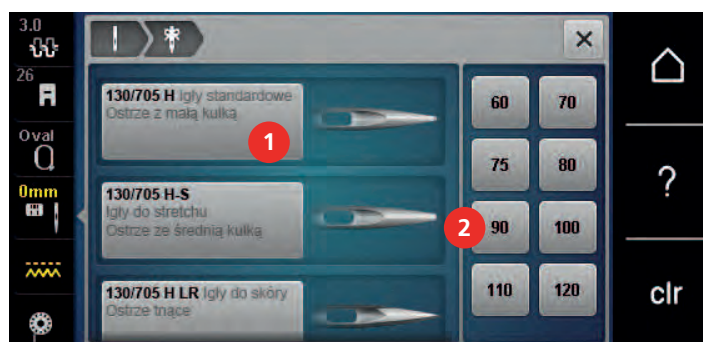 3.0
26
Oval
0mm
130/705 H Igły standardowe
Ostrze z małą kulką
1
130/705 H-S
Igły do stretchu
Ostrze ze średnią kulką
130/705 H LR Igły do skóry
Ostrze tnące
60 70
75 80
2
90 100
110 120
?
clr